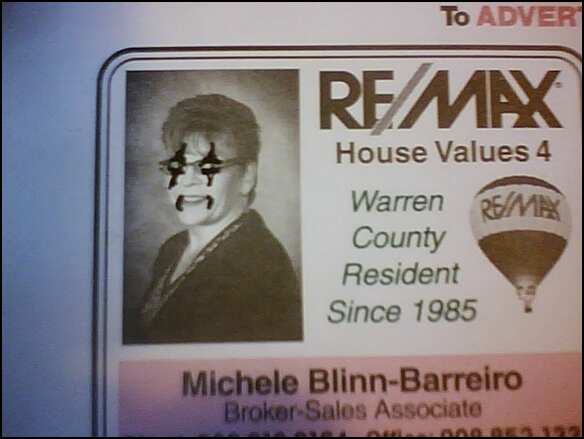 To ADVERT
RE/MAX
House Values 4
Warren
County
Resident
Since 1985
RE/MAX
Michele Blinn-Barreiro
Broker-Sales Associate